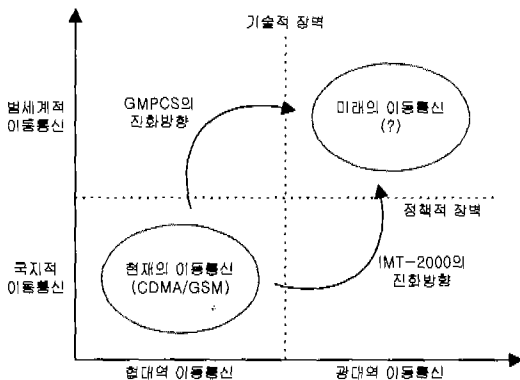 기술적 장벽
범세계적
이동통신
GMPCS의
진화방향
미래의 이동통신
(?)
정책적 장벽
국지적
이동통신
현재의 이동통신
(CDMA/GSM)
IMT-2000의
진화방향
협대역 이동통신
광대역 이동통신